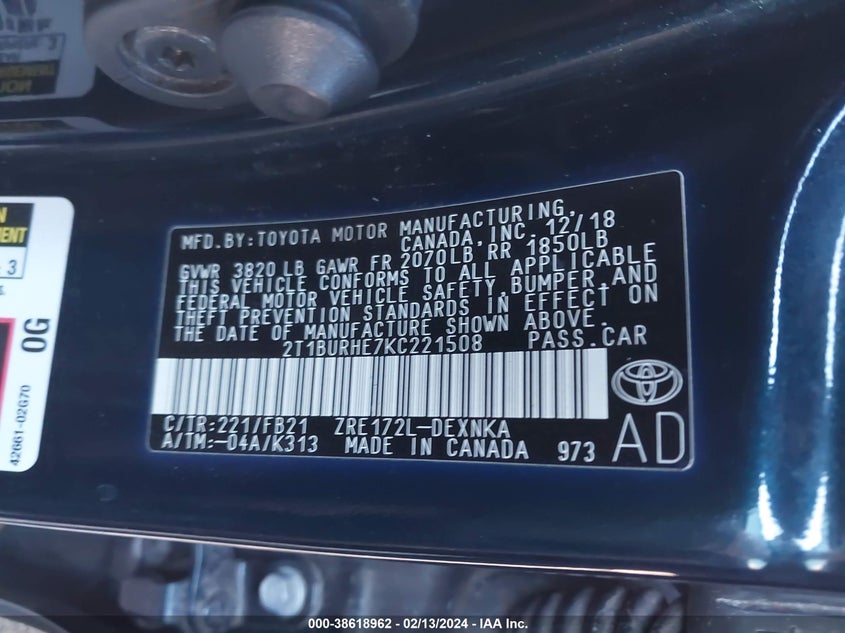 MFD.BY:TOYOTA MOTOR MANUFACTURING,
CANADA, INC. 12/18
GVWR 3820 LB GAWR FR 2070LB, RR 1850LB
THIS VEHICLE CONFORMS TO ALL APPLICABLE
FEDERAL MOTOR VEHICLE SAFETY, BUMPER, AND
THEFT PREVENTION STANDARDS IN EFFECT ON
THE DATE OF MANUFACTURE SHOWN ABOVE.
2T1BURHE7KC221508 PASS.CAR
C/TR:221/FB21 ZRE172L-DEXNKA
A/TM:-04A/K313 MADE IN CANADA 973
AD
3
0G
42661-02G70
000-38618962 - 02/13/2024 - IAA Inc.